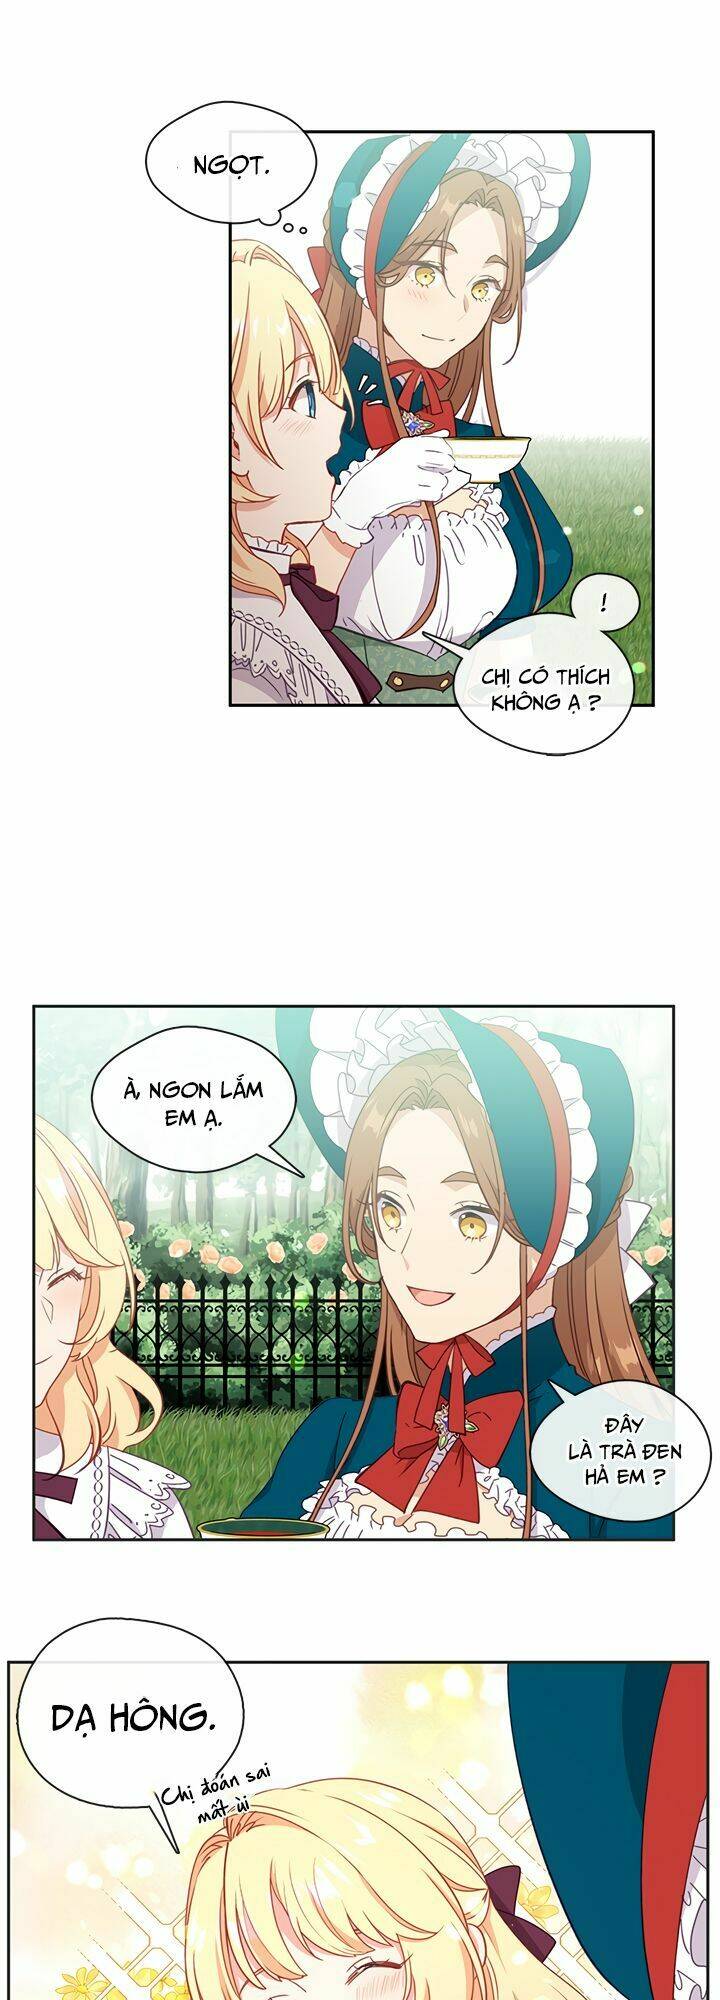 NGỌT.
!
CHỊ CÓ THÍCH
KHÔNG Ạ ?
À, NGON LẮM
EM Ạ.
ĐÂY
LÀ TRÀ ĐEN
HẢ EM ?
DẠ HÔNG.
Chị đoán sai
mất ùi